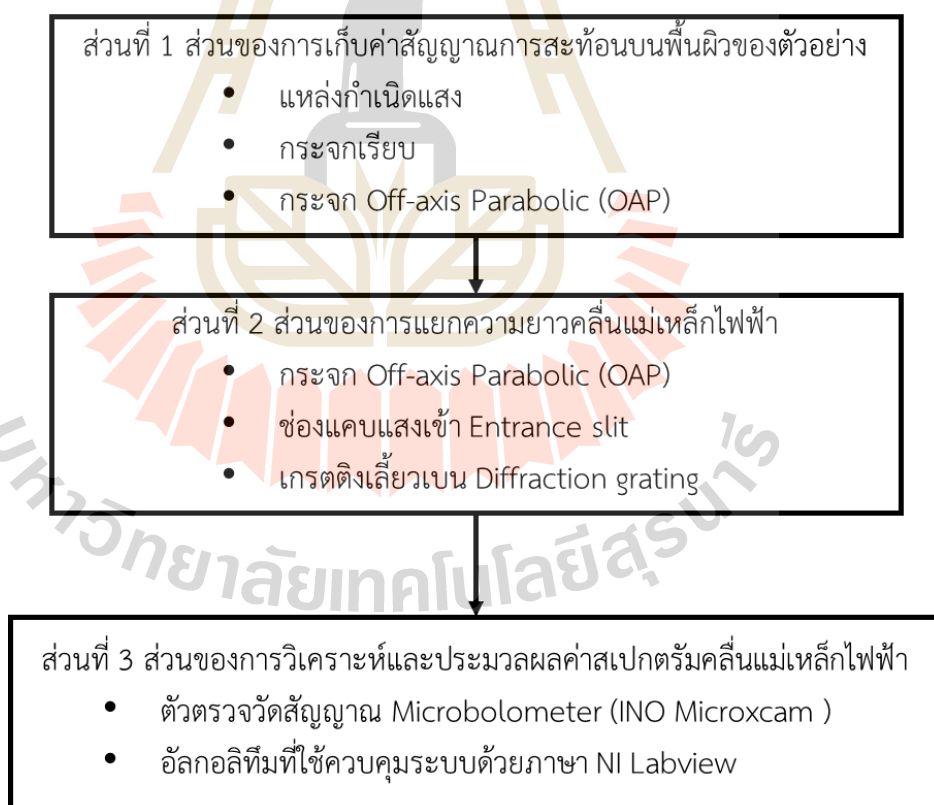 ส่วนที่ 1 ส่วนของการเก็บค่าสัญญาณการสะท้อนบนพื้นผิวของตัวอย่าง
• แหล่งกำเนิดแสง
• กระจกเรียบ
• กระจก Off-axis Parabolic (OAP)
ส่วนที่ 2 ส่วนของการแยกความยาวคลื่นแม่เหล็กไฟฟ้า
• กระจก Off-axis Parabolic (OAP)
• ช่องแคบแสงเข้า Entrance slit
• เกรตติงเลี้ยวเบน Diffraction grating
มหาวิทยาลัยเทคโนโลยีสุรนารี
ส่วนที่ 3 ส่วนของการวิเคราะห์และประมวลผลค่าสเปกตรัมคลื่นแม่เหล็กไฟฟ้า
• ตัวตรวจวัดสัญญาณ Microbolometer (INO Microxcam )
• อัลกอลิทึมที่ใช้ควบคุมระบบด้วยภาษา NI Labview